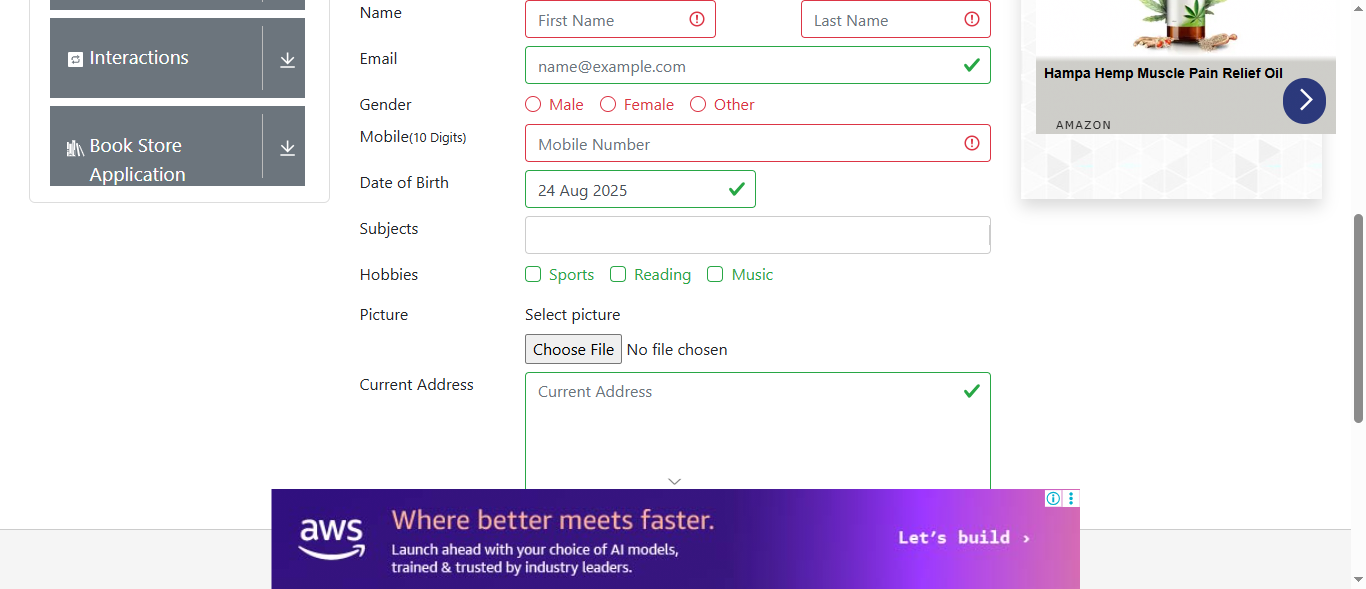 Interactions
Book Store
Application
Name
First Name
Last Name
Email
name@example.com
Gender
Male
Female
Other
Mobile(10 Digits)
Mobile Number
Date of Birth
24 Aug 2025
Subjects
Hobbies
Sports
Reading
Music
Picture
Select picture
Choose File No file chosen
Current Address
Current Address
Hampa Hemp Muscle Pain Relief Oil
AMAZON
aws
Where better meets faster.
Launch ahead with your choice of AI models,
trained & trusted by industry leaders.
Let's build ›